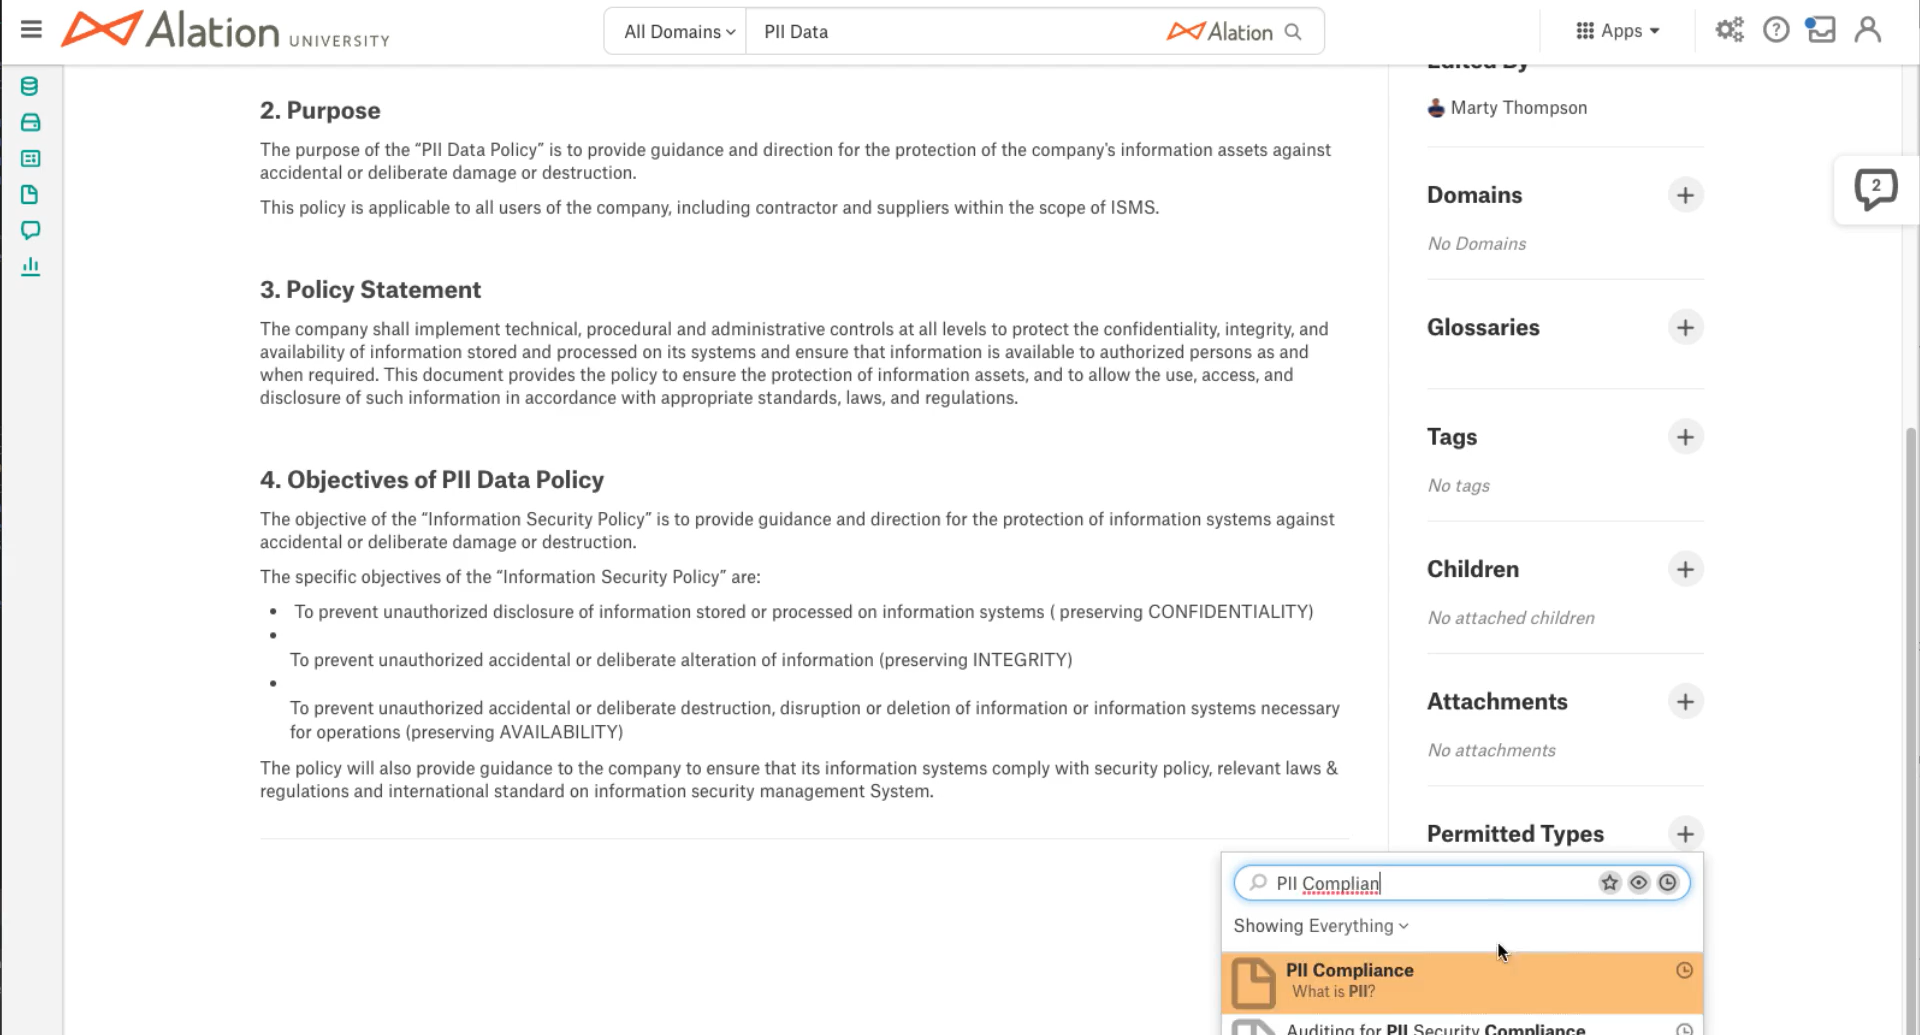 Alation UNIVERSITY
All Domains
PII Data
Alation
Apps
2. Purpose
The purpose of the “PII Data Policy” is to provide guidance and direction for the protection of the company's information assets against
accidental or deliberate damage or destruction.
This policy is applicable to all users of the company, including contractor and suppliers within the scope of ISMS.
3. Policy Statement
The company shall implement technical, procedural and administrative controls at all levels to protect the confidentiality, integrity, and
availability of information stored and processed on its systems and ensure that information is available to authorized persons as and
when required. This document provides the policy to ensure the protection of information assets, and to allow the use, access, and
disclosure of such information in accordance with appropriate standards, laws, and regulations.
4. Objectives of PII Data Policy
The objective of the “Information Security Policy” is to provide guidance and direction for the protection of information systems against
accidental or deliberate damage or destruction.
The specific objectives of the “Information Security Policy” are:
• To prevent unauthorized disclosure of information stored or processed on information systems ( preserving CONFIDENTIALITY)
•
To prevent unauthorized accidental or deliberate alteration of information (preserving INTEGRITY)
•
To prevent unauthorized accidental or deliberate destruction, disruption or deletion of information or information systems necessary
for operations (preserving AVAILABILITY)
The policy will also provide guidance to the company to ensure that its information systems comply with security policy, relevant laws &
regulations and international standard on information security management System.
Edited By
Marty Thompson
Domains
No Domains
Glossaries
Tags
No tags
Children
No attached children
Attachments
No attachments
Permitted Types
PII Complian
Showing Everything
PII Compliance
What is PII?
Auditing for PII Security Compliance
2